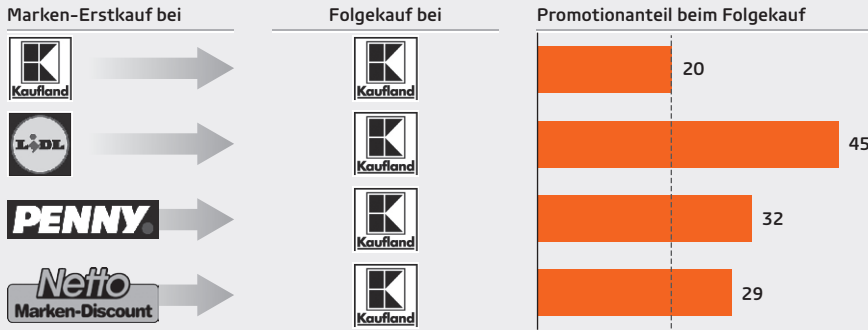 Marken-Erstkauf bei Folgekauf bei Promotionanteil beim Folgekauf
Kaufland Kaufland 20
LiDL Kaufland 45
PENNY. Kaufland 32
Netto
Marken-Discount Kaufland 29